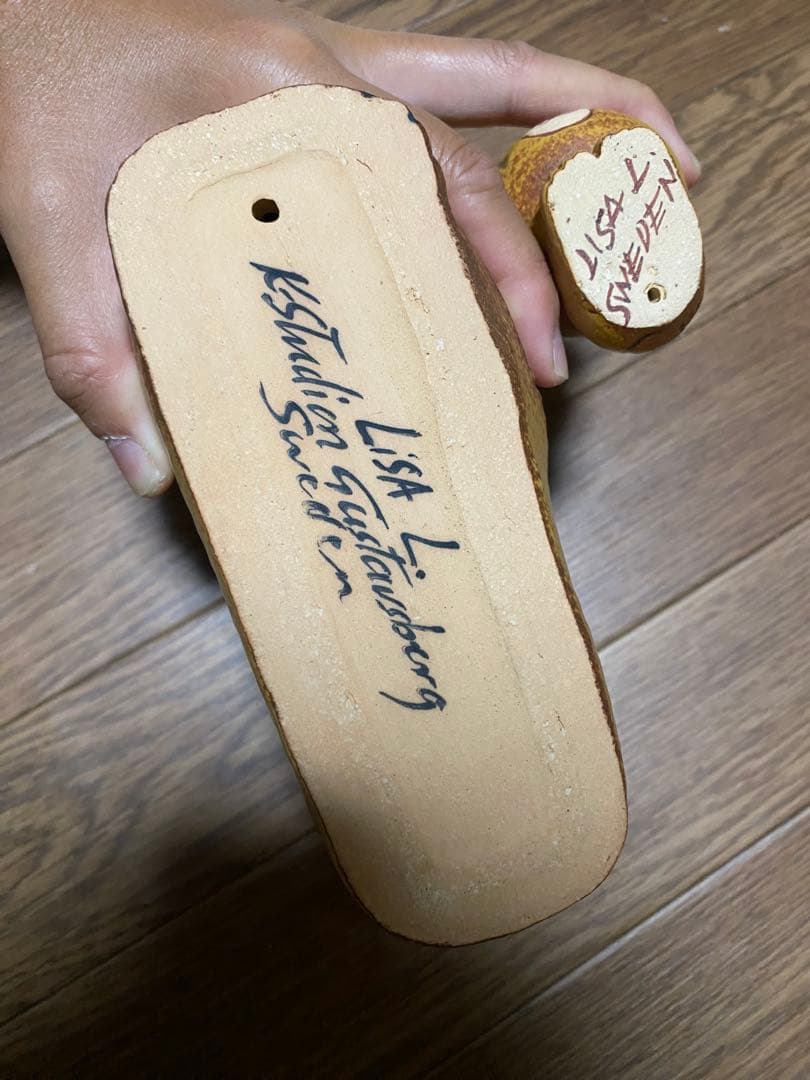 LiSA L.
K-Studion Gustavsberg
Sweden
LISA L.
SWEDEN